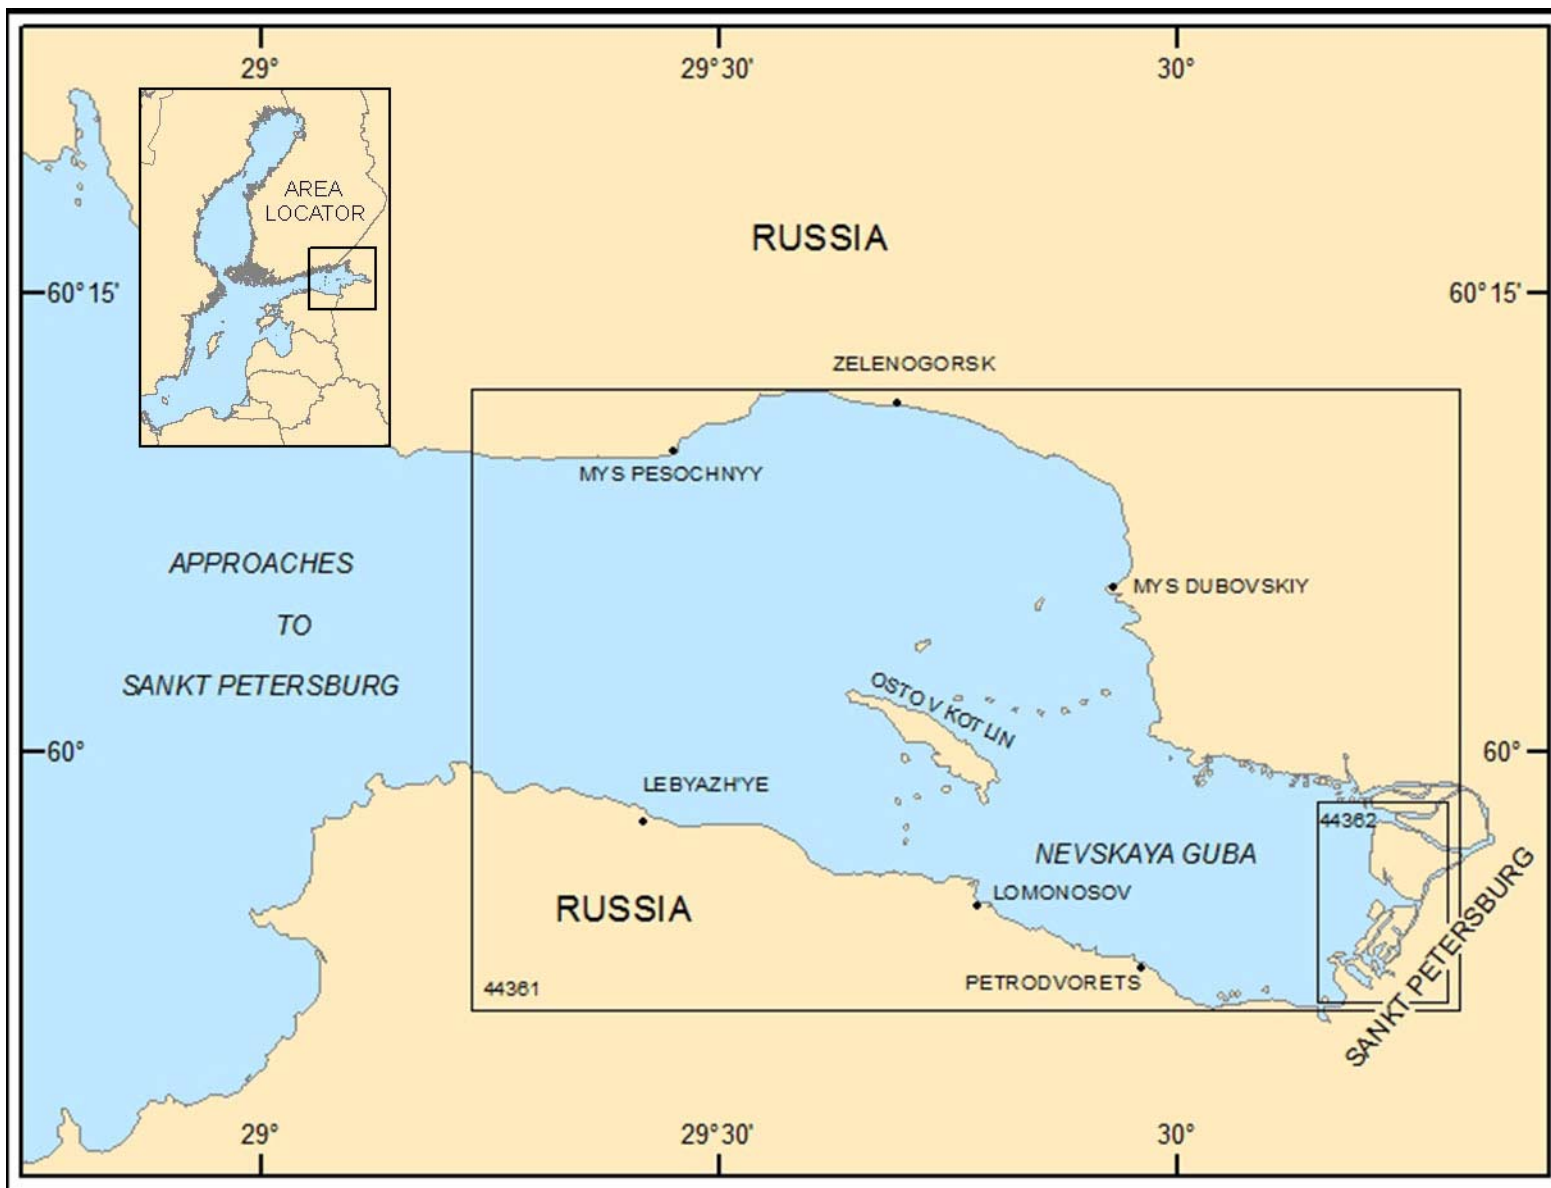 29°
29°30'
30°
AREA
LOCATOR
RUSSIA
60°15'
60°15'
ZELENOGORSK
MYS PESOCHNYY
APPROACHES
TO
SANKT PETERSBURG
MYS DUBOVSKIY
OSTOV KOTLIN
60°
60°
LEBYAZH'YE
44362
NEVSKAYA GUBA
RUSSIA
LOMONOSOV
PETRODVORETS
44361
SANKT PETERSBURG
29°
29°30'
30°